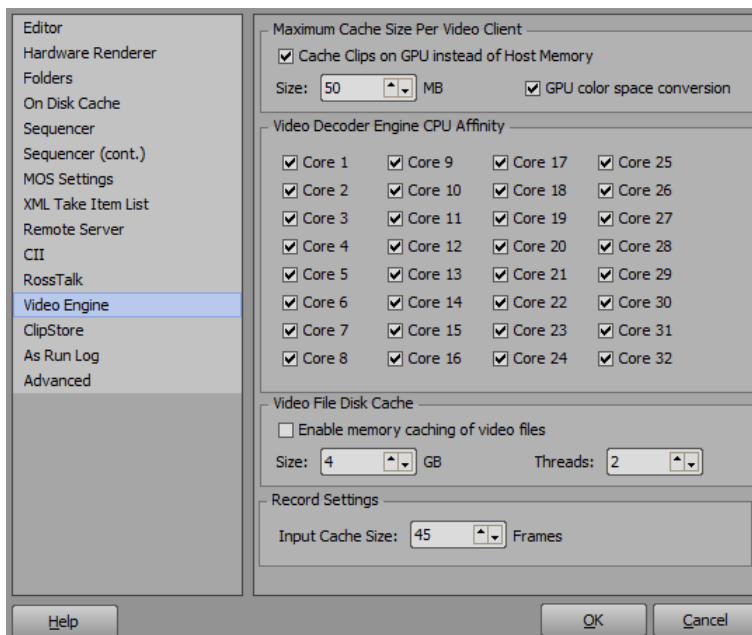 Editor
Hardware Renderer
Folders
On Disk Cache
Sequencer
Sequencer (cont.)
MOS Settings
XML Take Item List
Remote Server
CII
RossTalk
Video Engine
ClipStore
As Run Log
Advanced
Maximum Cache Size Per Video Client
Cache Clips on GPU instead of Host Memory
Size: 50 MB GPU color space conversion
Video Decoder Engine CPU Affinity
Core 1 Core 9 Core 17 Core 25
Core 2 Core 10 Core 18 Core 26
Core 3 Core 11 Core 19 Core 27
Core 4 Core 12 Core 20 Core 28
Core 5 Core 13 Core 21 Core 29
Core 6 Core 14 Core 22 Core 30
Core 7 Core 15 Core 23 Core 31
Core 8 Core 16 Core 24 Core 32
Video File Disk Cache
Enable memory caching of video files
Size: 4 GB Threads: 2
Record Settings
Input Cache Size: 45 Frames
Help OK Cancel